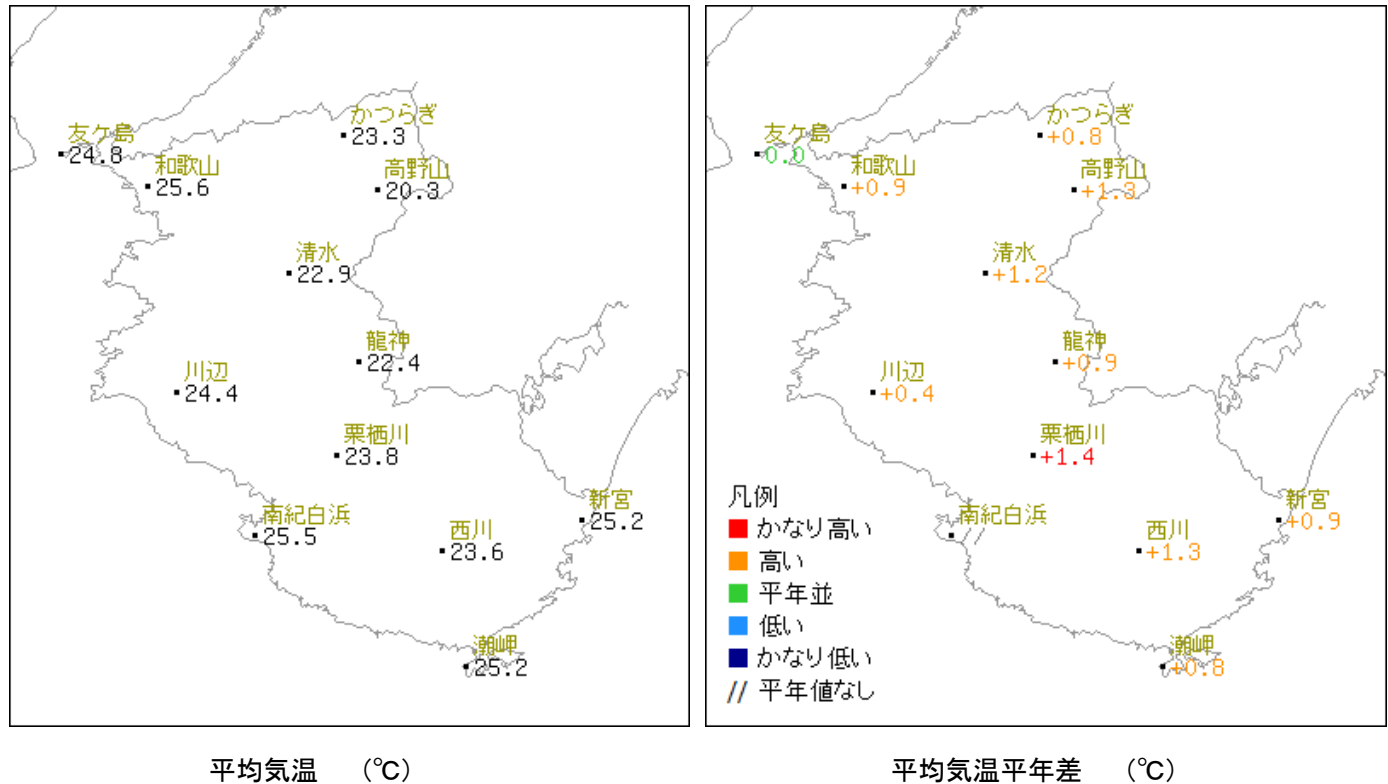 かつらぎ
23.3
友ケ島
24.8
和歌山
25.6
高野山
20.3
清水
22.9
龍神
22.4
川辺
24.4
栗栖川
23.8
南紀白浜
25.5
西川
23.6
新宮
25.2
潮岬
25.2
平均気温 (℃)
かつらぎ
+0.8
友ケ島
0.0
和歌山
+0.9
高野山
+1.3
清水
+1.2
龍神
+0.9
川辺
+0.4
栗栖川
+1.4
南紀白浜
//
西川
+1.3
新宮
+0.9
潮岬
+0.8
凡例
かなり高い
高い
平年並
低い
かなり低い
// 平年値なし
平均気温平年差 (℃)